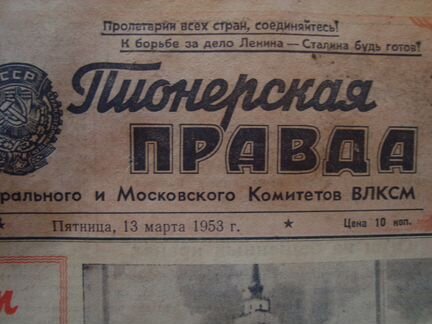 Пролетарии всех стран, соединяйтесь!
К борьбе за дело Ленина — Сталина будь готов!
ССР
Пионерская
ПРАВДА
рального и Московского Комитетов ВЛКСМ
Пятница, 13 марта 1953 г.
Цена 10 коп.